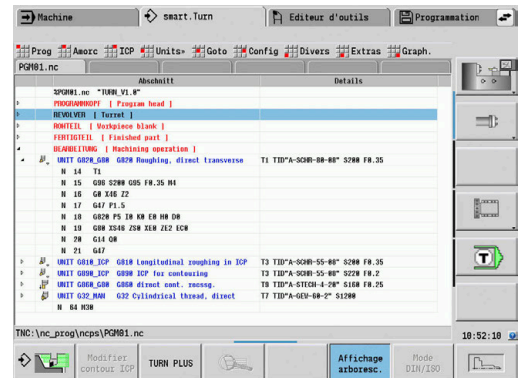 Machine smart.Turn Editeur d'outils Programmation
Prog Amorc ICP Units» Goto Config Divers Extras Graph.
PGM01.nc
Abschnitt Details
%PGM01.nc "TURN_V1.0"
PROGRAMMKOPF [ Program head ]
REVOLVER [ Turret ]
ROHTEIL [ Workpiece blank ]
FERTIGTEIL [ Finished part ]
BEARBEITUNG [ Machining operation ]
UNIT G820_G80 G820 Roughing, direct transverse T1 TID"A-SCHR-80-08" S200 F0.35
N 14 T1
N 15 G96 S200 G95 F0.35 M4
N 16 G0 X46 Z2
N 17 G47 P1.5
N 18 G820 P5 I0 K0 E0 H0 D0
N 19 G80 XS46 ZS0 XE0 ZE2 EC0
N 20 G14 Q0
N 21 G47
UNIT G810_ICP G810 Longitudinal roughing in ICP T3 TID"A-SCHR-55-08" S200 F0.35
UNIT G890_ICP G890 ICP for contouring T3 TID"A-SCHR-55-08" S220 F0.2
UNIT G860_G80 G860 direct cont. recssg. T8 TID"A-STECH-4-20" S160 F0.25
UNIT G32_MAN G32 Cylindrical thread, direct T7 TID"A-GEW-60-2" S1200
N 64 M30
TNC:\nc_prog\ncps\PGM01.nc 10:52:18
Modifier contour ICP
TURN PLUS
Affichage arboresc.
Mode DIN/ISO
T